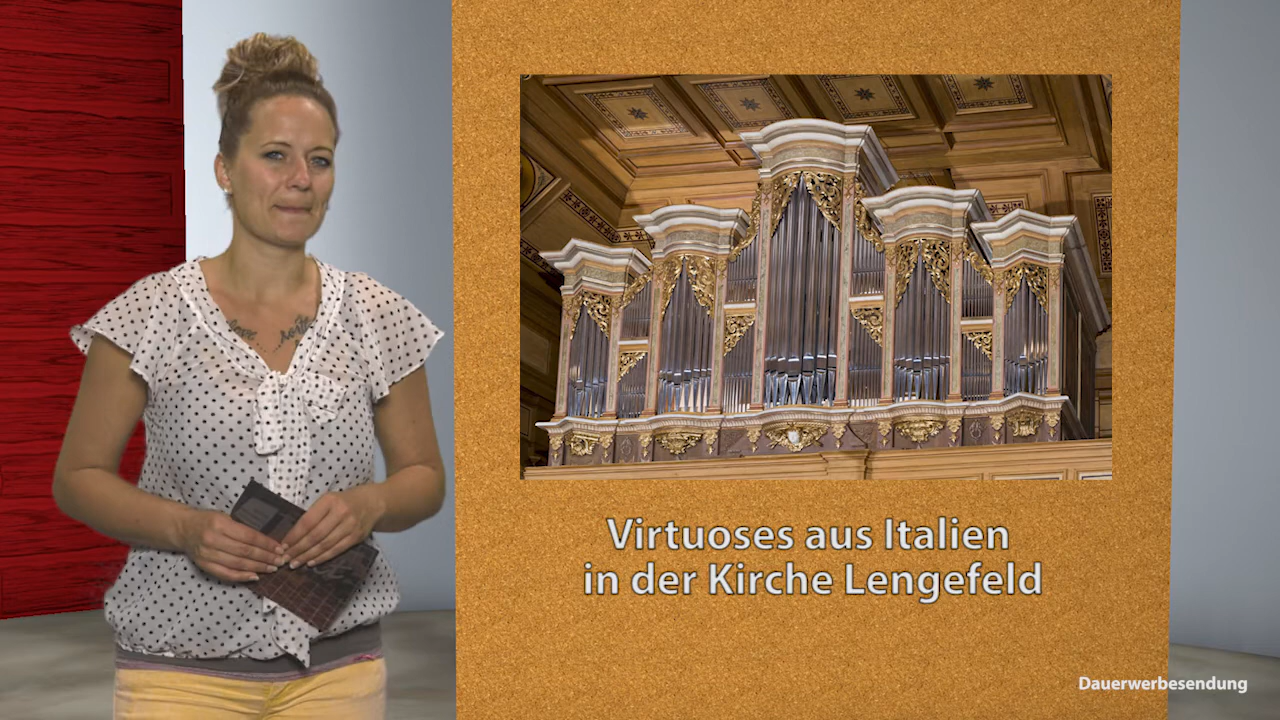 Virtuoses aus Italien
in der Kirche Lengefeld
Dauerwerbesendung